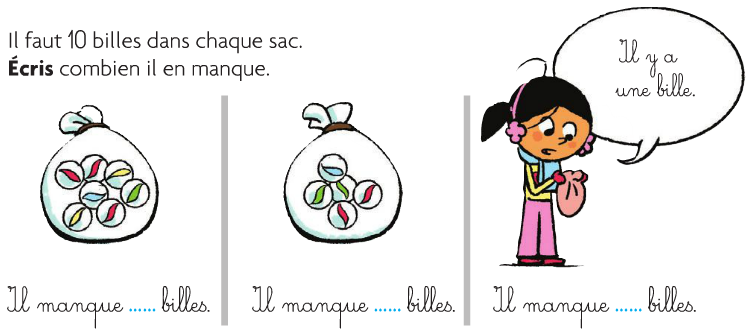 Il faut 10 billes dans chaque sac.
Écris combien il en manque.
Il y a
une bille.
Il manque ...... billes.
Il manque ...... billes.
Il manque ...... billes.